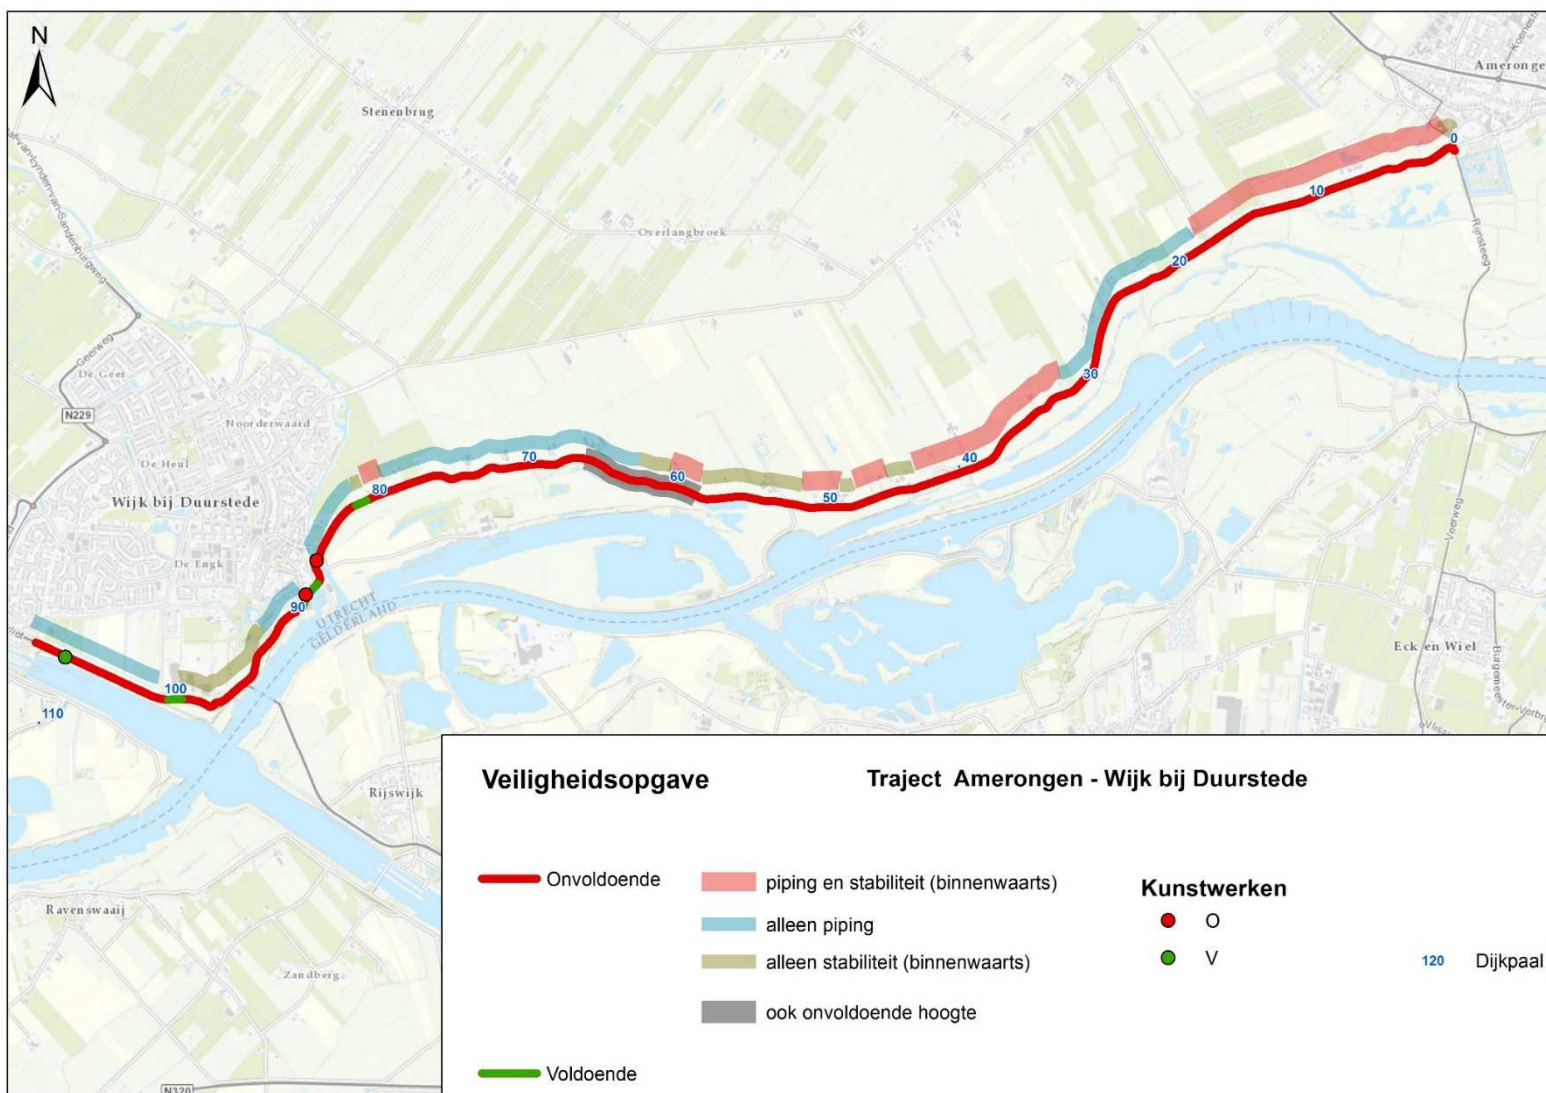 N
Koenestr
Amerongen
Stenenbrug
0
10
Rijnsteeg
Overlangbroek
20
Geerweg
De Geer
30
N229
Noorderwaard
De Heul
70
40
60
80
50
Wijk bij Duurstede
Veerweg
De Engk
90
UTRECHT
GELDERLAND
Eck en Wiel
100
110
Rijswijk
Ravenswaaij
Zandberg
N320
Veiligheidsopgave
Traject Amerongen - Wijk bij Duurstede
Onvoldoende
piping en stabiliteit (binnenwaarts)
Kunstwerken
O
alleen piping
V
alleen stabiliteit (binnenwaarts)
120 Dijkpaal
ook onvoldoende hoogte
Voldoende